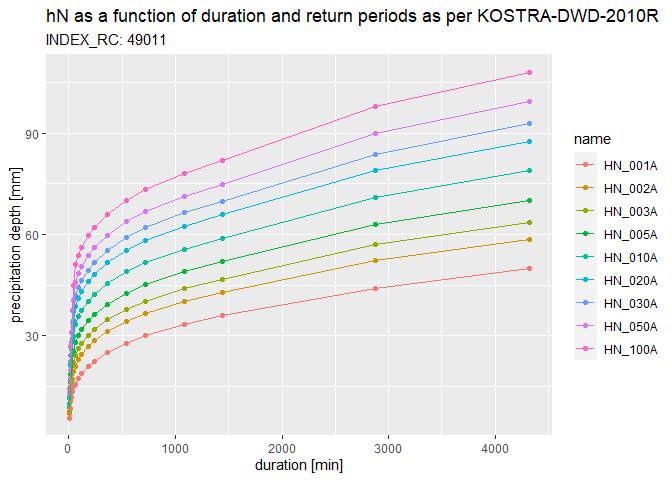 hN as a function of duration and return periods as per KOSTRA-DWD-2010R
INDEX_RC: 49011
precipitation depth [mm]
90
60
30
0
1000
2000
3000
4000
duration [min]
name
HN_001A
HN_002A
HN_003A
HN_005A
HN_010A
HN_020A
HN_030A
HN_050A
HN_100A